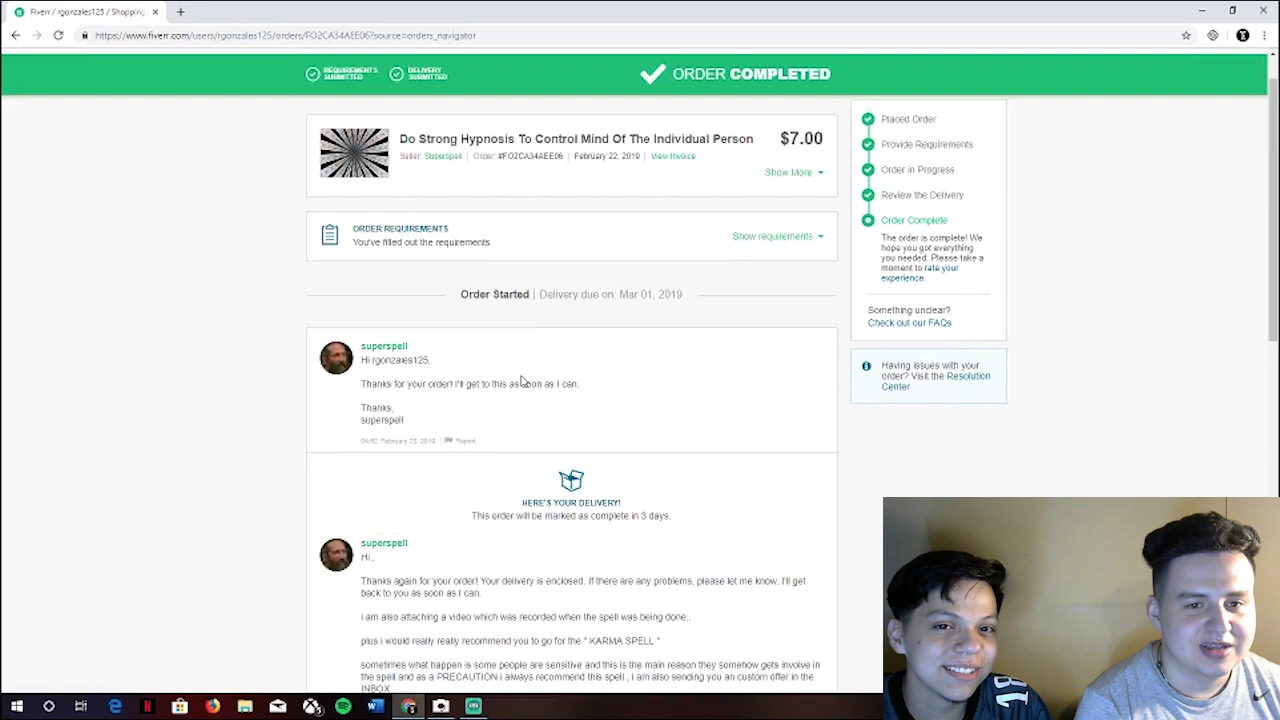 Fiverr / rgonzales125 / Shopping
https://www.fiverr.com/users/rgonzales125/orders/FO2CA34AEE06?source=orders_navigator
REQUIREMENTS SUBMITTED
DELIVERY SUBMITTED
ORDER COMPLETED
Do Strong Hypnosis To Control Mind Of The Individual Person
$7.00
Seller: Superspell | Order: #FO2CA34AEE06 | February 22, 2019 | View Invoice
Show More
ORDER REQUIREMENTS
You've filled out the requirements
Show requirements
Order Started | Delivery due on: Mar 01, 2019
superspell
Hi rgonzales125,
Thanks for your order! I'll get to this as soon as I can.
Thanks,
superspell
February 23, 2019 | Report
HERE'S YOUR DELIVERY!
This order will be marked as complete in 3 days.
superspell
Hi ,
Thanks again for your order! Your delivery is enclosed. If there are any problems, please let me know. I'll get
back to you as soon as I can.
i am also attaching a video which was recorded when the spell was being done..
plus i would really really recommend you to go for the " KARMA SPELL "
sometimes what happen is some people are sensitive and this is the main reason they somehow gets involve in
the spell and as a PRECAUTION i always recommend this spell , i am also sending you an custom offer in the
INBOX
Placed Order
Provide Requirements
Order in Progress
Review the Delivery
Order Complete
The order is complete! We
hope you got everything
you needed. Please take a
moment to rate your
experience.
Something unclear?
Check out our FAQs
Having issues with your
order? Visit the Resolution
Center